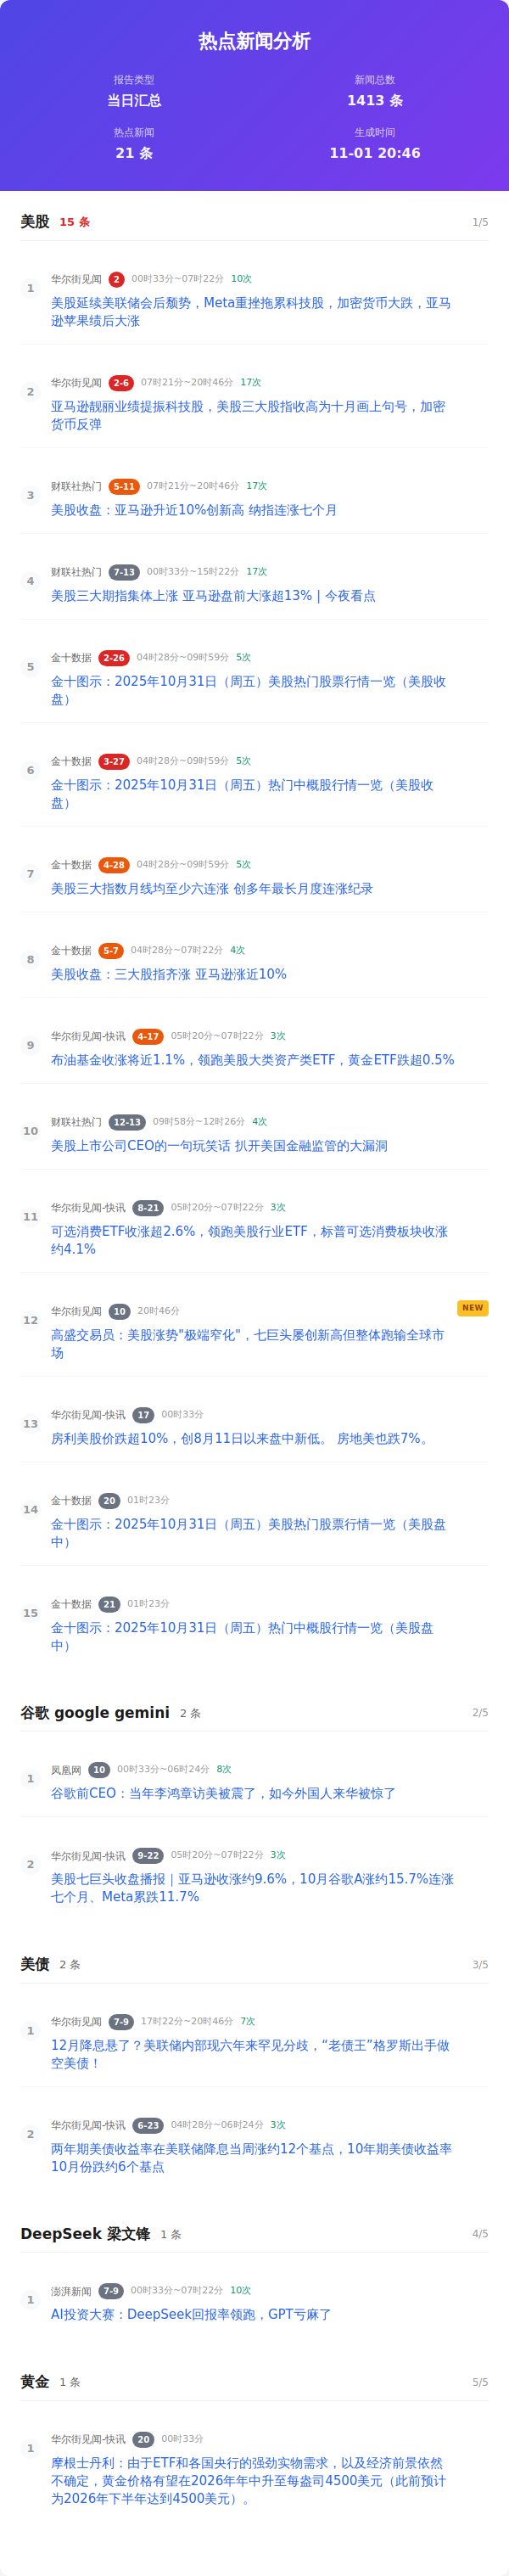 热点新闻分析
报告类型
当日汇总
新闻总数
1413 条
热点新闻
21 条
生成时间
11-01 20:46
美股 15 条 1/5
1
华尔街见闻 2 00时33分~07时22分 10次
美股延续美联储会后颓势，Meta重挫拖累科技股，加密货币大跌，亚马
逊苹果绩后大涨
2
华尔街见闻 2-6 07时21分~20时46分 17次
亚马逊靓丽业绩提振科技股，美股三大股指收高为十月画上句号，加密
货币反弹
3
财联社热门 5-11 07时21分~20时46分 17次
美股收盘：亚马逊升近10%创新高 纳指连涨七个月
4
财联社热门 7-13 00时33分~15时22分 17次
美股三大期指集体上涨 亚马逊盘前大涨超13% | 今夜看点
5
金十数据 2-26 04时28分~09时59分 5次
金十图示：2025年10月31日（周五）美股热门股票行情一览（美股收
盘）
6
金十数据 3-27 04时28分~09时59分 5次
金十图示：2025年10月31日（周五）热门中概股行情一览（美股收
盘）
7
金十数据 4-28 04时28分~09时59分 5次
美股三大指数月线均至少六连涨 创多年最长月度连涨纪录
8
金十数据 5-7 04时28分~07时22分 4次
美股收盘：三大股指齐涨 亚马逊涨近10%
9
华尔街见闻-快讯 4-17 05时20分~07时22分 3次
布油基金收涨将近1.1%，领跑美股大类资产类ETF，黄金ETF跌超0.5%
10
财联社热门 12-13 09时58分~12时26分 4次
美股上市公司CEO的一句玩笑话 扒开美国金融监管的大漏洞
11
华尔街见闻-快讯 8-21 05时20分~07时22分 3次
可选消费ETF收涨超2.6%，领跑美股行业ETF，标普可选消费板块收涨
约4.1%
12
华尔街见闻 10 20时46分
NEW
高盛交易员：美股涨势"极端窄化"，七巨头屡创新高但整体跑输全球市
场
13
华尔街见闻-快讯 17 00时33分
房利美股价跌超10%，创8月11日以来盘中新低。 房地美也跌7%。
14
金十数据 20 01时23分
金十图示：2025年10月31日（周五）美股热门股票行情一览（美股盘
中）
15
金十数据 21 01时23分
金十图示：2025年10月31日（周五）热门中概股行情一览（美股盘
中）
谷歌 google gemini 2 条 2/5
1
凤凰网 10 00时33分~06时24分 8次
谷歌前CEO：当年李鸿章访美被震了，如今外国人来华被惊了
2
华尔街见闻-快讯 9-22 05时20分~07时22分 3次
美股七巨头收盘播报｜亚马逊收涨约9.6%，10月谷歌A涨约15.7%连涨
七个月、Meta累跌11.7%
美债 2 条 3/5
1
华尔街见闻 7-9 17时22分~20时46分 7次
12月降息悬了？美联储内部现六年来罕见分歧，“老债王”格罗斯出手做
空美债！
2
华尔街见闻-快讯 6-23 04时28分~06时24分 3次
两年期美债收益率在美联储降息当周涨约12个基点，10年期美债收益率
10月份跌约6个基点
DeepSeek 梁文锋 1 条 4/5
1
澎湃新闻 7-9 00时33分~07时22分 10次
AI投资大赛：DeepSeek回报率领跑，GPT亏麻了
黄金 1 条 5/5
1
华尔街见闻-快讯 20 00时33分
摩根士丹利：由于ETF和各国央行的强劲实物需求，以及经济前景依然
不确定，黄金价格有望在2026年年中升至每盎司4500美元（此前预计
为2026年下半年达到4500美元）。